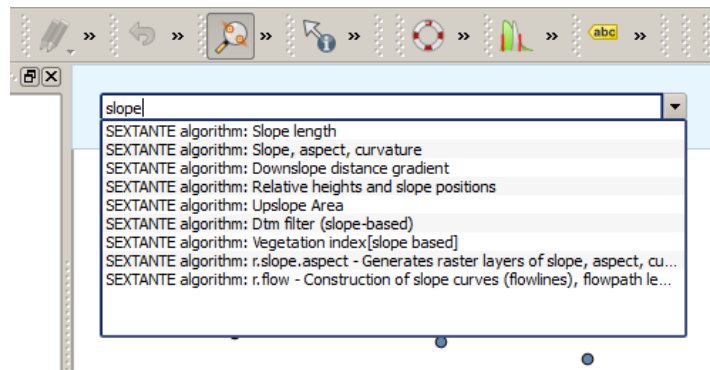 abc
slope
SEXTANTE algorithm: Slope length
SEXTANTE algorithm: Slope, aspect, curvature
SEXTANTE algorithm: Downslope distance gradient
SEXTANTE algorithm: Relative heights and slope positions
SEXTANTE algorithm: Upslope Area
SEXTANTE algorithm: Dtm filter (slope-based)
SEXTANTE algorithm: Vegetation index[slope based]
SEXTANTE algorithm: r.slope.aspect - Generates raster layers of slope, aspect, cu...
SEXTANTE algorithm: r.flow - Construction of slope curves (flowlines), flowpath le...